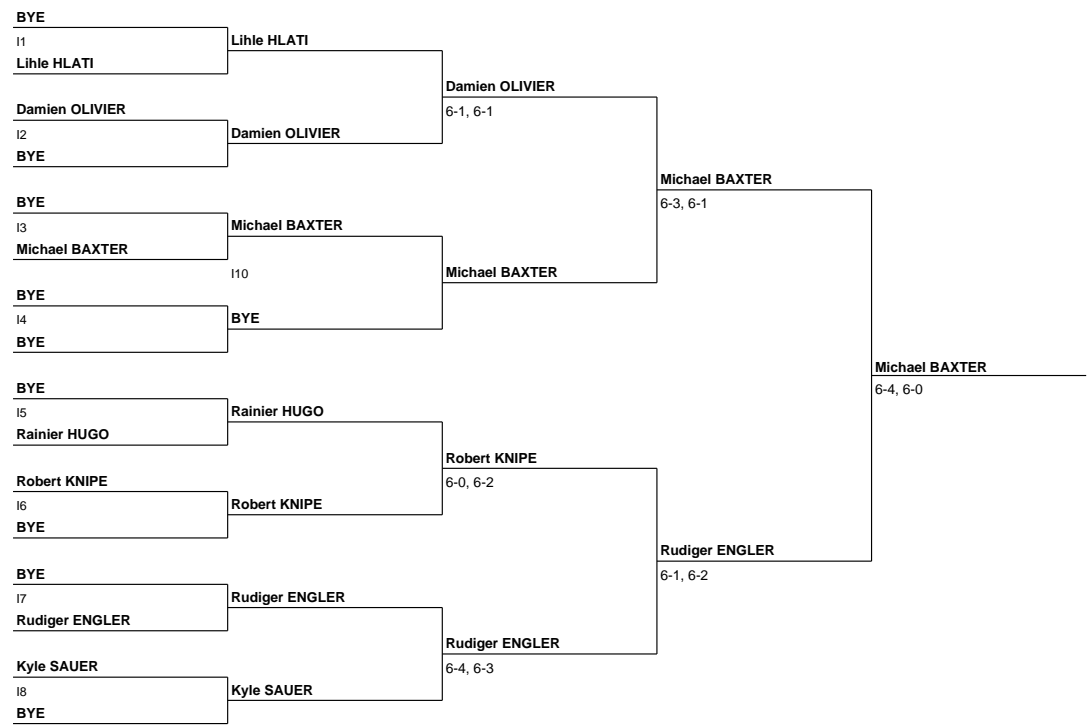 BYE
I1
Lihle HLATI
Lihle HLATI
Damien OLIVIER
6-1, 6-1
Damien OLIVIER
I2
BYE
Damien OLIVIER
Michael BAXTER
6-3, 6-1
BYE
I3
Michael BAXTER
Michael BAXTER
I10
Michael BAXTER
BYE
I4
BYE
BYE
Michael BAXTER
6-4, 6-0
BYE
I5
Rainier HUGO
Rainier HUGO
Robert KNIPE
6-0, 6-2
Robert KNIPE
I6
BYE
Robert KNIPE
Rudiger ENGLER
6-1, 6-2
BYE
I7
Rudiger ENGLER
Rudiger ENGLER
Rudiger ENGLER
6-4, 6-3
Kyle SAUER
I8
BYE
Kyle SAUER